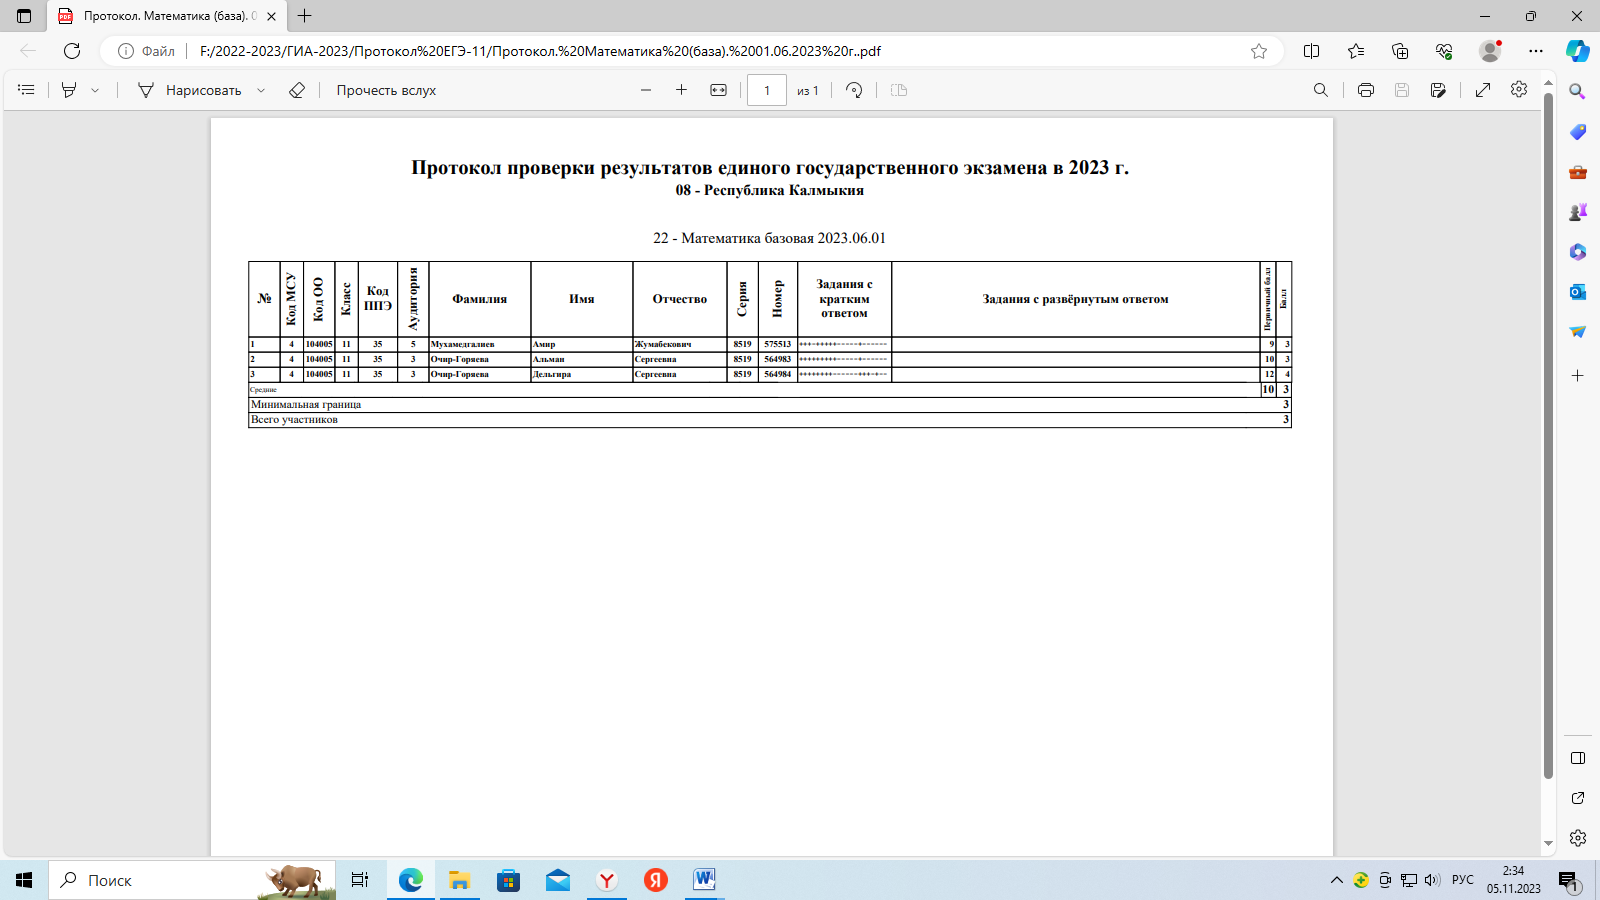 Протокол. Математика (база). 0
Файл
F:/2022-2023/ГИА-2023/Протокол%20ЕГЭ-11/Протокол.%20Математика%20(база).%2001.06.2023%20г..pdf
Нарисовать
Прочесть вслух
1 из 1
Протокол проверки результатов единого государственного экзамена в 2023 г.
08 - Республика Калмыкия
22 - Математика базовая 2023.06.01
№ Код МСУ Код ОО Класс Код ППЭ Аудитория Фамилия Имя Отчество Серия Номер Задания с кратким ответом Задания с развёрнутым ответом Первичный балл Балл
1 4 104005 11 35 5 Мухамедгалиев Амир Жумабекович 8519 575513 +++-+++++-----+------ 9 3
2 4 104005 11 35 3 Очир-Горяева Альман Сергеевна 8519 564983 +++++++++-----+------ 10 3
3 4 104005 11 35 3 Очир-Горяева Дельгира Сергеевна 8519 564984 ++++++++------+++-+-- 12 4
Средние 10 3
Минимальная граница 3
Всего участников 3
Поиск
РУС
2:34
05.11.2023
1